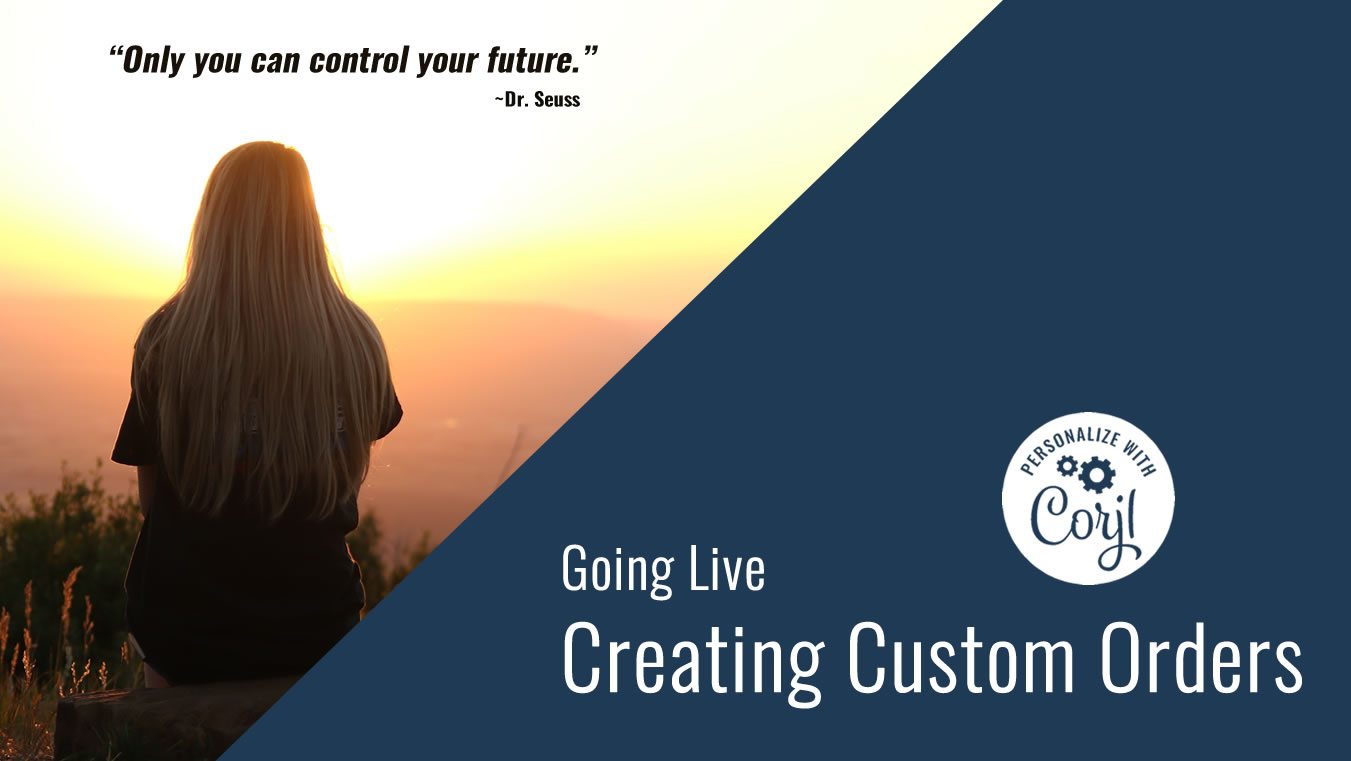 “Only you can control your future.”
~Dr. Seuss
PERSONALIZE WITH
Corjl
Going Live
Creating Custom Orders